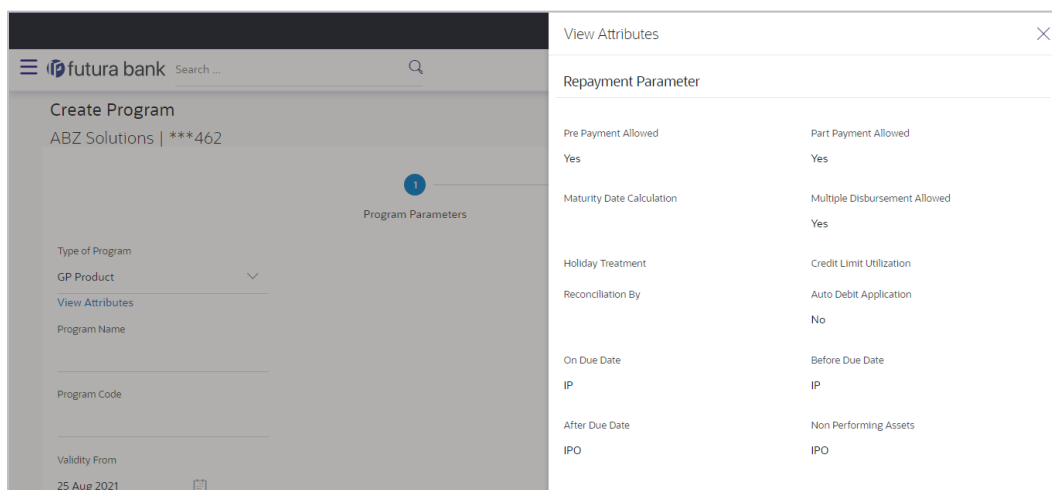 futura bank Search ...
Create Program
ABZ Solutions | ***462
1
Program Parameters
Type of Program
GP Product
View Attributes
Program Name
Program Code
Validity From
25 Aug 2021
View Attributes
Repayment Parameter
Pre Payment Allowed Part Payment Allowed
Yes Yes
Maturity Date Calculation Multiple Disbursement Allowed
Yes
Holiday Treatment Credit Limit Utilization
Reconciliation By Auto Debit Application
No
On Due Date Before Due Date
IP IP
After Due Date Non Performing Assets
IPO IPO